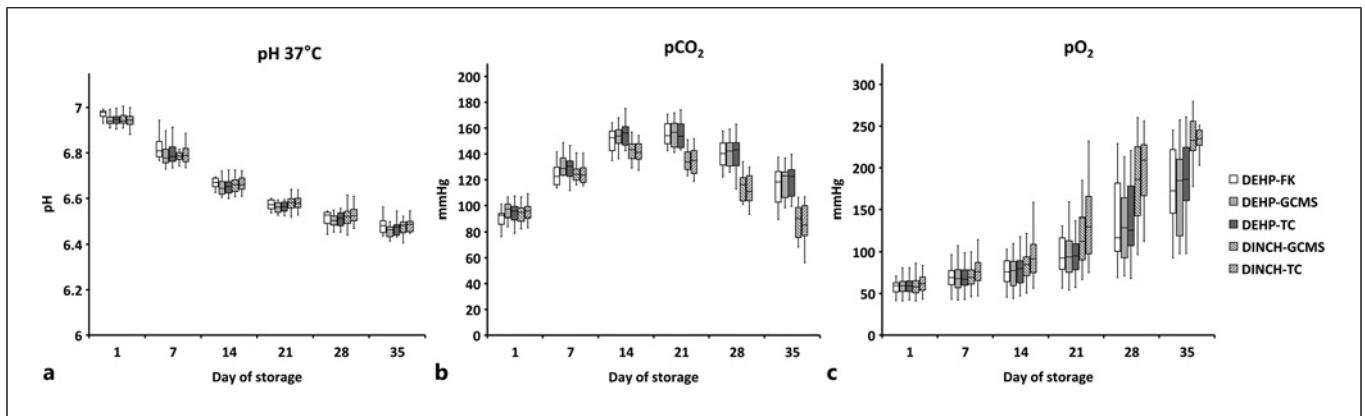 pH 37°C
pH
7
6.8
6.6
6.4
6.2
6
1 7 14 21 28 35
Day of storage
a
pCO₂
mmHg
200
180
160
140
120
100
80
60
40
20
0
1 7 14 21 28 35
Day of storage
b
pO₂
mmHg
300
250
200
150
100
50
0
1 7 14 21 28 35
Day of storage
c
DEHP-FK
DEHP-GCMS
DEHP-TC
DINCH-GCMS
DINCH-TC